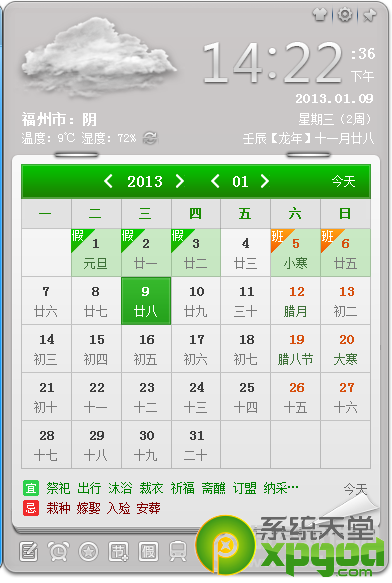 14:22 :36
下午
2013.01.09
福州市：阴 星期三（2周）
温度：9℃ 湿度：72% 壬辰【龙年】十一月廿八
2013 01 今天
一 二 三 四 五 六 日
假 假 假 班 班
1 2 3 4 5 6
元旦 廿一 廿二 廿三 小寒 廿五
7 8 9 10 11 12 13
廿六 廿七 廿八 廿九 三十 腊月 初二
14 15 16 17 18 19 20
初三 初四 初五 初六 初七 腊八节 大寒
21 22 23 24 25 26 27
初十 十一 十二 十三 十四 十五 十六
28 29 30 31
十七 十八 十九 二十
宜 祭祀 出行 沐浴 裁衣 祈福 斋醮 订盟 纳采… 今天
忌 栽种 嫁娶 入殓 安葬
节 假
系统天堂
xpgod.com